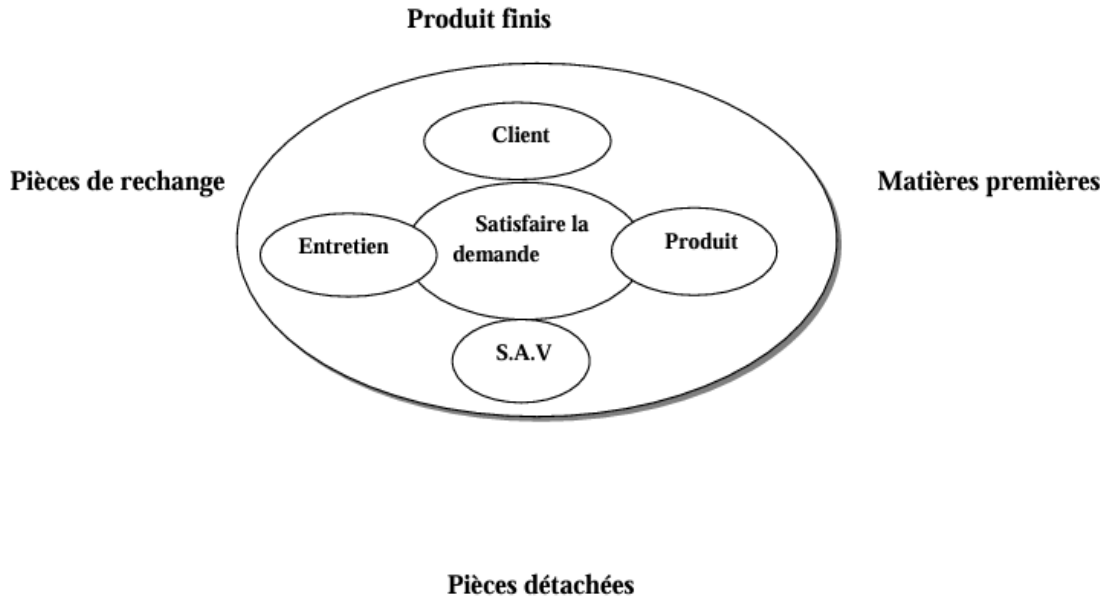 Produit finis
Client
Pièces de rechange
Matières premières
Satisfaire la
demande
Entretien
Produit
S.A.V
Pièces détachées